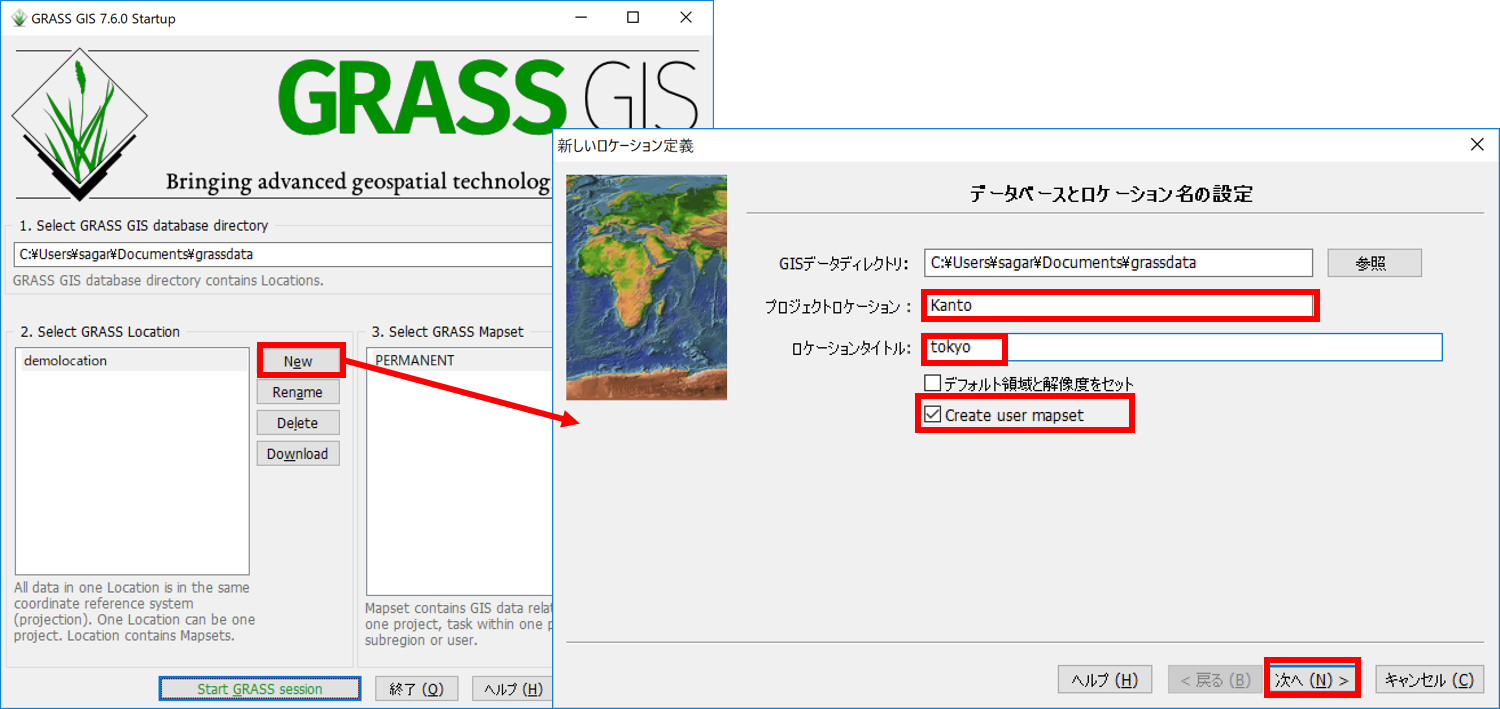 GRASS GIS 7.6.0 Startup
GRASS GIS
Bringing advanced geospatial technolog
1. Select GRASS GIS database directory
C:¥Users¥sagar¥Documents¥grassdata
GRASS GIS database directory contains Locations.
2. Select GRASS Location
demolocation
New
Rename
Delete
Download
All data in one Location is in the same
coordinate reference system
(projection). One Location can be one
project. Location contains Mapsets.
3. Select GRASS Mapset
PERMANENT
Mapset contains GIS data relat
one project, task within one p
subregion or user.
Start GRASS session
終了 (Q)
ヘルプ (H)
新しいロケーション定義
データベースとロケーション名の設定
GISデータディレクトリ:
C:¥Users¥sagar¥Documents¥grassdata
参照
プロジェクトロケーション :
Kanto
ロケーションタイトル:
tokyo
デフォルト領域と解像度をセット
Create user mapset
ヘルプ (H)
< 戻る (B)
次へ (N) >
キャンセル (C)